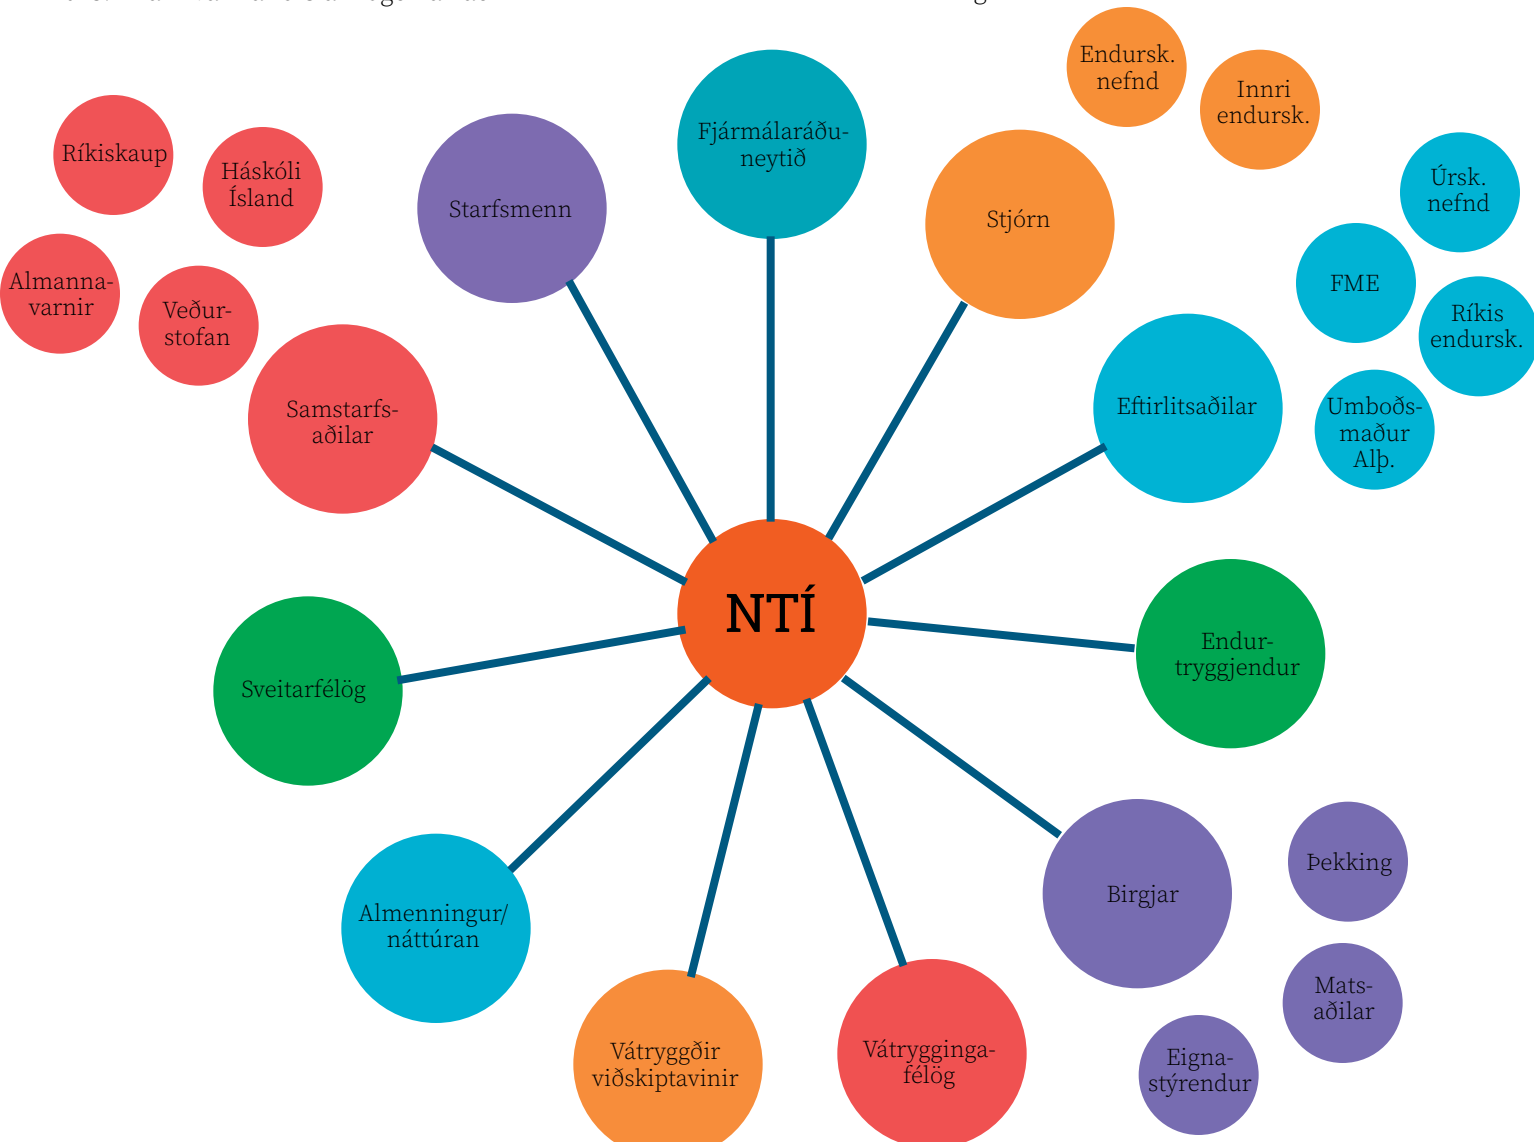 Endursk.
nefnd
Innri
endursk.
Fjármálaráðu-
neytið
Ríkiskaup
Háskóli
Ísland
Starfsmenn
Stjórn
Úrsk.
nefnd
FME
Almanna-
varnir
Veður-
stofan
Ríkis
endursk.
Samstarfs-
aðilar
Eftirlitsaðilar
Umboðs-
maður
Alþ.
NTÍ
Endur-
tryggjendur
Sveitarfélög
Þekking
Birgjar
Almenningur/
náttúran
Mats-
aðilar
Vátryggðir
viðskiptavinir
Vátrygginga-
félög
Eigna-
stýrendur